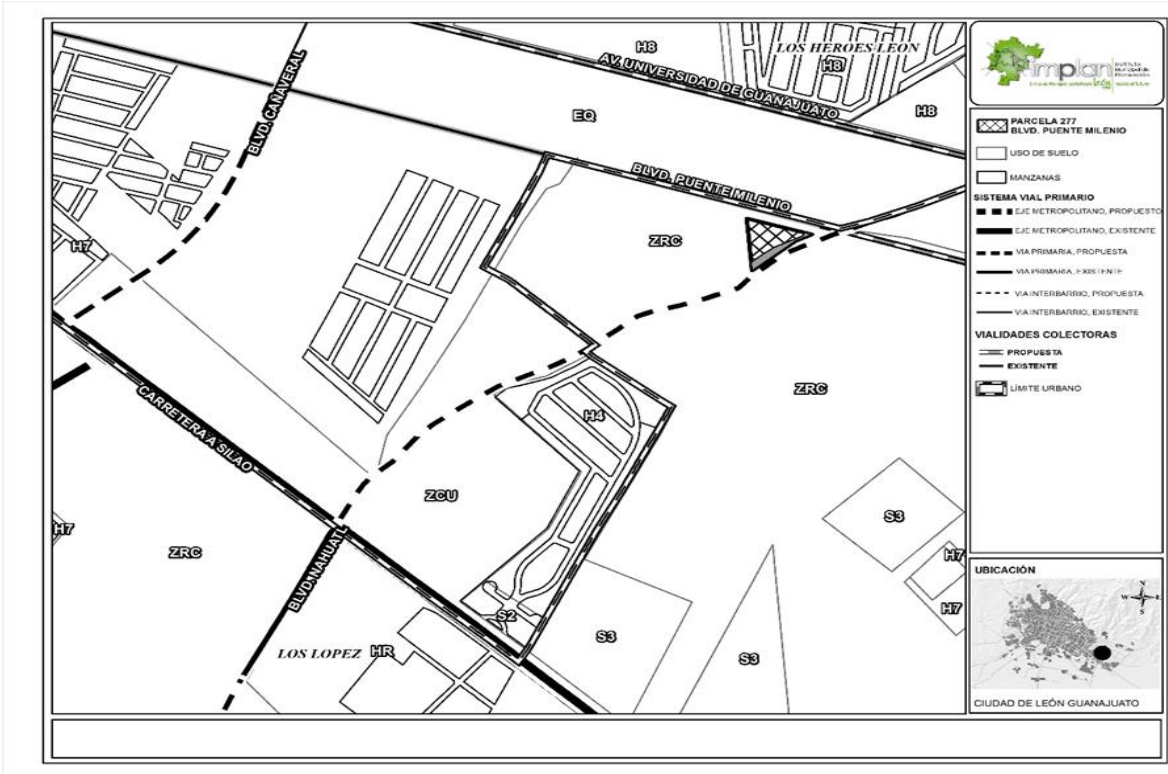 H8
LOS HEROES LEON
H8
AV. UNIVERSIDAD DE GUANAJUATO
H8
BLVD. CAÑAVERAL
EQ
BLVD. PUENTE MILENIO
ZRC
H7
ZRC
H4
CARRETERA A SILAO
ZCU
S3
H7
H7
ZRC
H7
BLVD. NAHUATL
S2
S3
S3
LOS LOPEZ
HR
implan
Instituto
Municipal de
Planeación
PARCELA 277
BLVD. PUENTE MILENIO
USO DE SUELO
MANZANAS
SISTEMA VIAL PRIMARIO
EJE METROPOLITANO, PROPUESTO
EJE METROPOLITANO, EXISTENTE
VIA PRIMARIA, PROPUESTA
VIA PRIMARIA, EXISTENTE
VIA INTERBARRIO, PROPUESTA
VIA INTERBARRIO, EXISTENTE
VIALIDADES COLECTORAS
PROPUESTA
EXISTENTE
LÍMITE URBANO
UBICACIÓN
N
W E
S
CIUDAD DE LEÓN GUANAJUATO